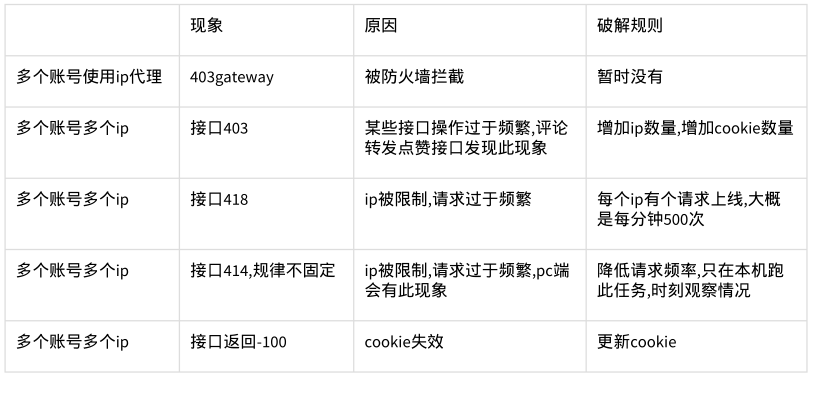 现象
原因
破解规则
多个账号使用ip代理
403gateway
被防火墙拦截
暂时没有
多个账号多个ip
接口403
某些接口操作过于频繁,评论
转发点赞接口发现此现象
增加ip数量,增加cookie数量
多个账号多个ip
接口418
ip被限制,请求过于频繁
每个ip有个请求上线,大概
是每分钟500次
多个账号多个ip
接口414,规律不固定
ip被限制,请求过于频繁,pc端
会有此现象
降低请求频率,只在本机跑
此任务,时刻观察情况
多个账号多个ip
接口返回-100
cookie失效
更新cookie